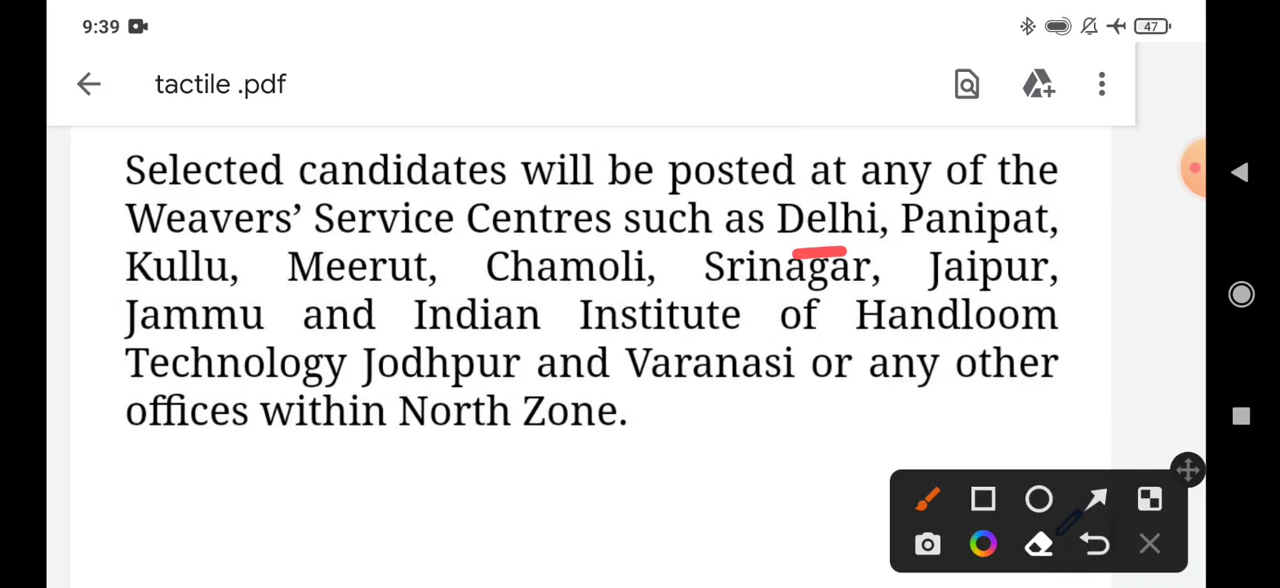 9:39
47
tactile .pdf
Selected candidates will be posted at any of the
Weavers’ Service Centres such as Delhi, Panipat,
Kullu, Meerut, Chamoli, Srinagar, Jaipur,
Jammu and Indian Institute of Handloom
Technology Jodhpur and Varanasi or any other
offices within North Zone.